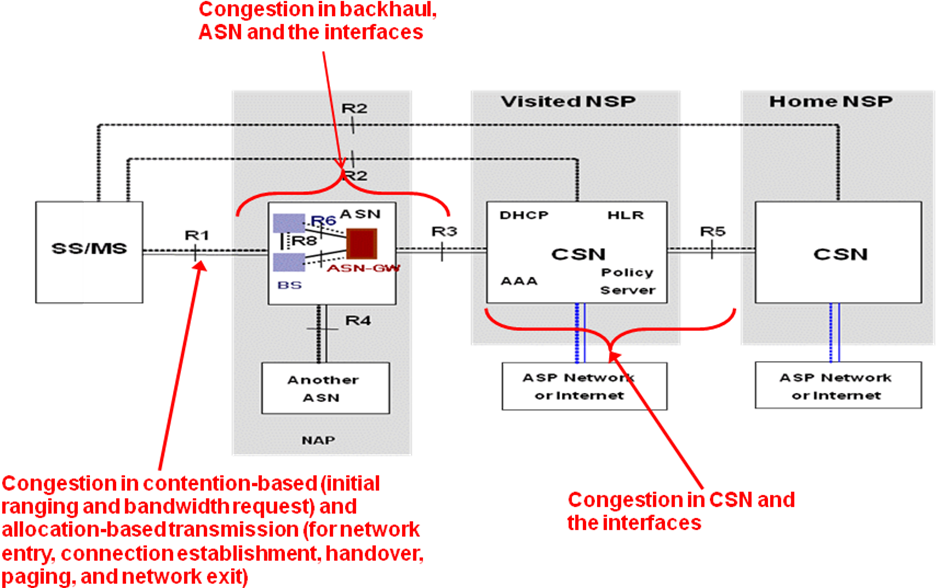 Congestion in backhaul,
ASN and the interfaces
Visited NSP
Home NSP
R2
R2
SS/MS
R1
ASN
R6
R8
ASN-GW
BS
R3
DHCP
HLR
CSN
AAA
Policy
Server
R5
CSN
R4
Another
ASN
NAP
ASP Network
or Internet
ASP Network
or Internet
Congestion in contention-based (initial
ranging and bandwidth request) and
allocation-based transmission (for network
entry, connection establishment, handover,
paging, and network exit)
Congestion in CSN and
the interfaces